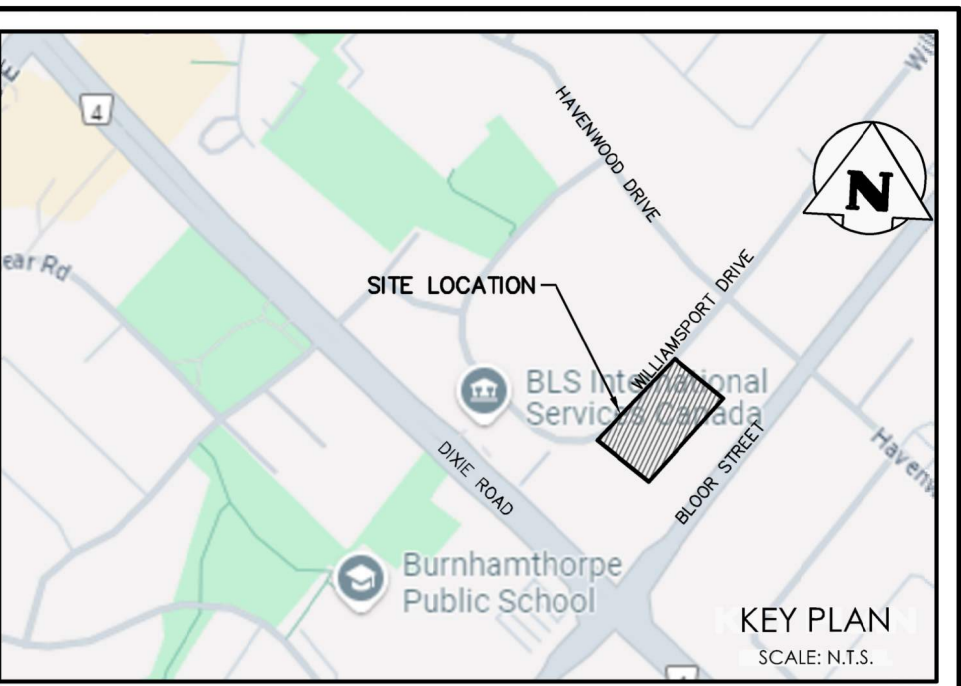 4
HAVENWOOD DRIVE
N
ear Rd
SITE LOCATION
WILLIAMSPORT DRIVE
BLS International
Services Canada
DIXIE ROAD
BLOOR STREET
Havenw
Burnhamthorpe
Public School
KEY PLAN
SCALE: N.T.S.